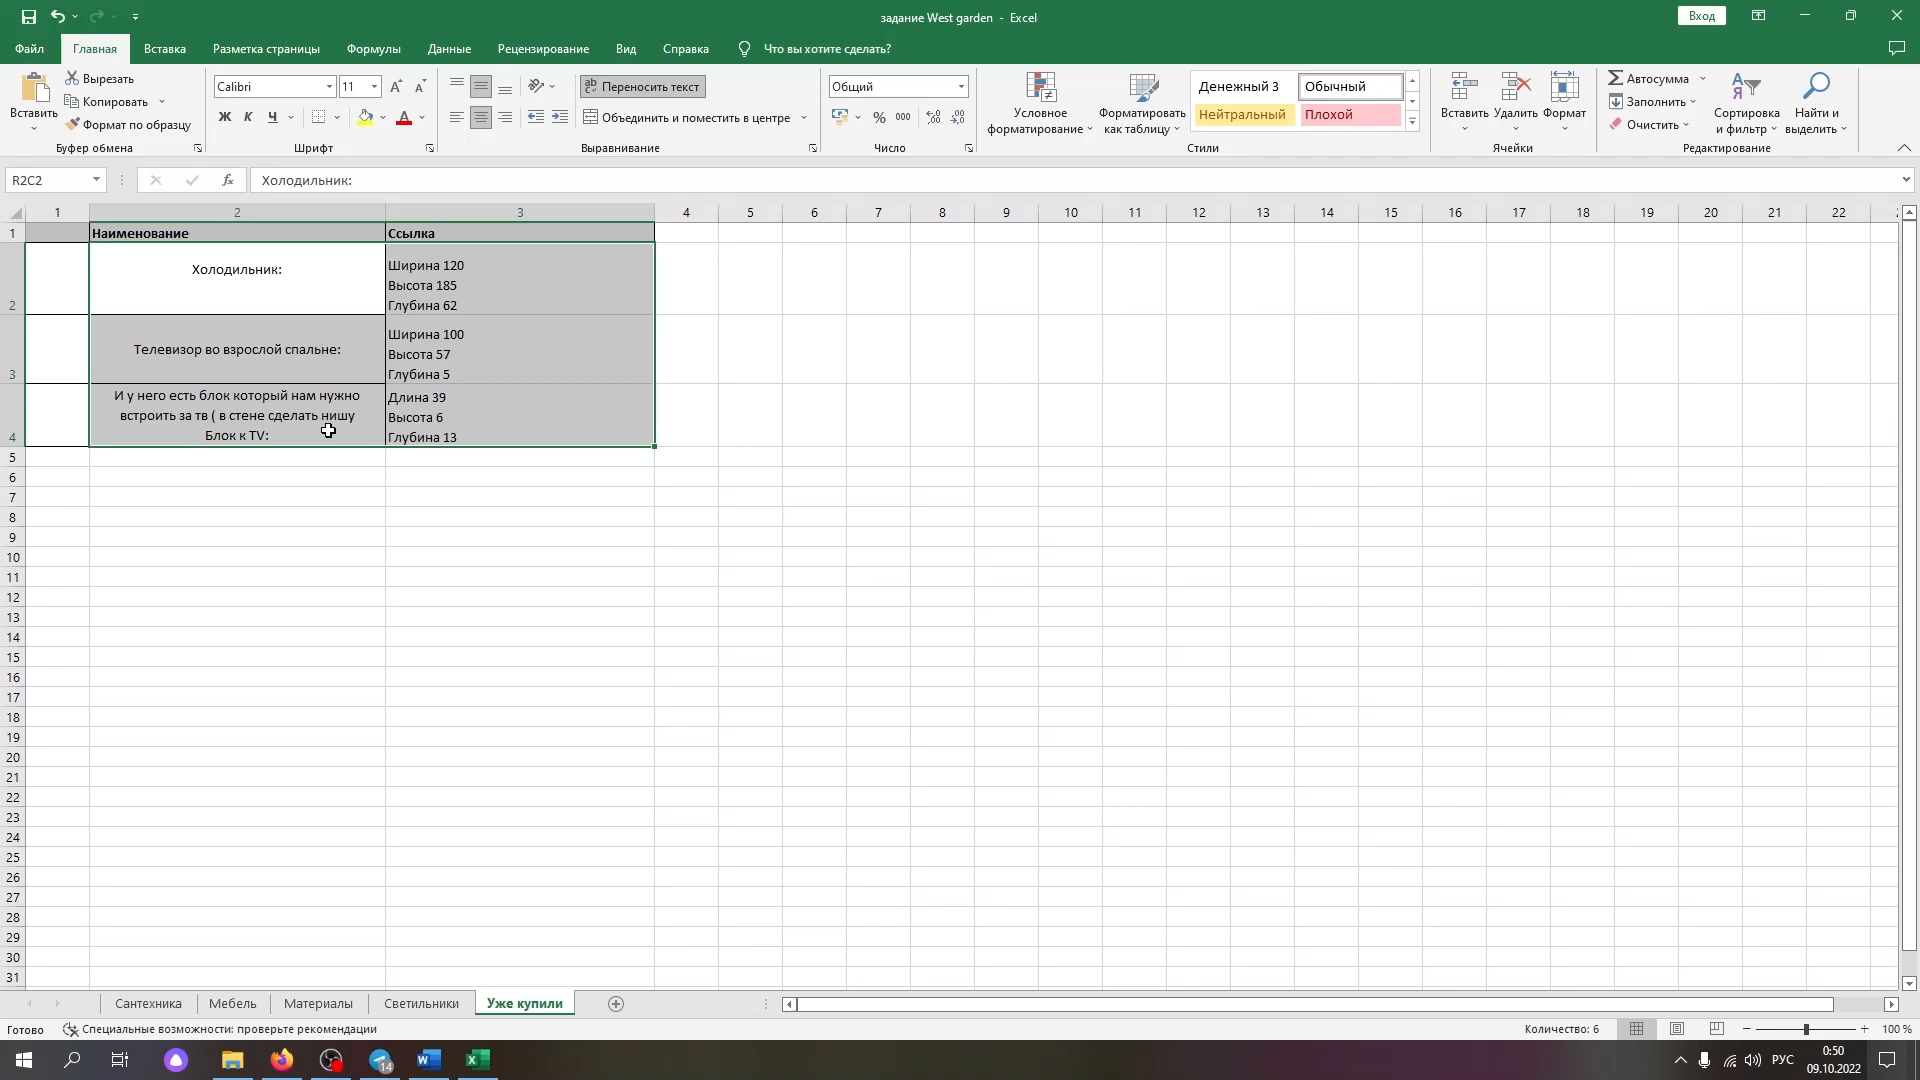 задание West garden - Excel
Вход
Файл Главная Вставка Разметка страницы Формулы Данные Рецензирование Вид Справка Что вы хотите сделать?
Вставить
Вырезать
Копировать
Формат по образцу
Буфер обмена
Calibri 11
Ж К Ч
Шрифт
Переносить текст
Объединить и поместить в центре
Выравнивание
Общий
% 000
Число
Условное форматирование
Форматировать как таблицу
Денежный 3 Обычный
Нейтральный Плохой
Стили
Вставить Удалить Формат
Ячейки
Автосумма
Заполнить
Очистить
Сортировка и фильтр
Найти и выделить
Редактирование
R2C2 fx Холодильник:
1 2 3 4 5 6 7 8 9 10 11 12 13 14 15 16 17 18 19 20 21 22
1 Наименование Ссылка
Холодильник:
Ширина 120
Высота 185
2 Глубина 62
Телевизор во взрослой спальне:
Ширина 100
Высота 57
3 Глубина 5
И у него есть блок который нам нужно
встроить за тв ( в стене сделать нишу
Блок к TV:
Длина 39
Высота 6
4 Глубина 13
5
6
7
8
9
10
11
12
13
14
15
16
17
18
19
20
21
22
23
24
25
26
27
28
29
30
31
Сантехника Мебель Материалы Светильники Уже купили
Готово Специальные возможности: проверьте рекомендации Количество: 6 100 %
14 РУС 0:50
09.10.2022